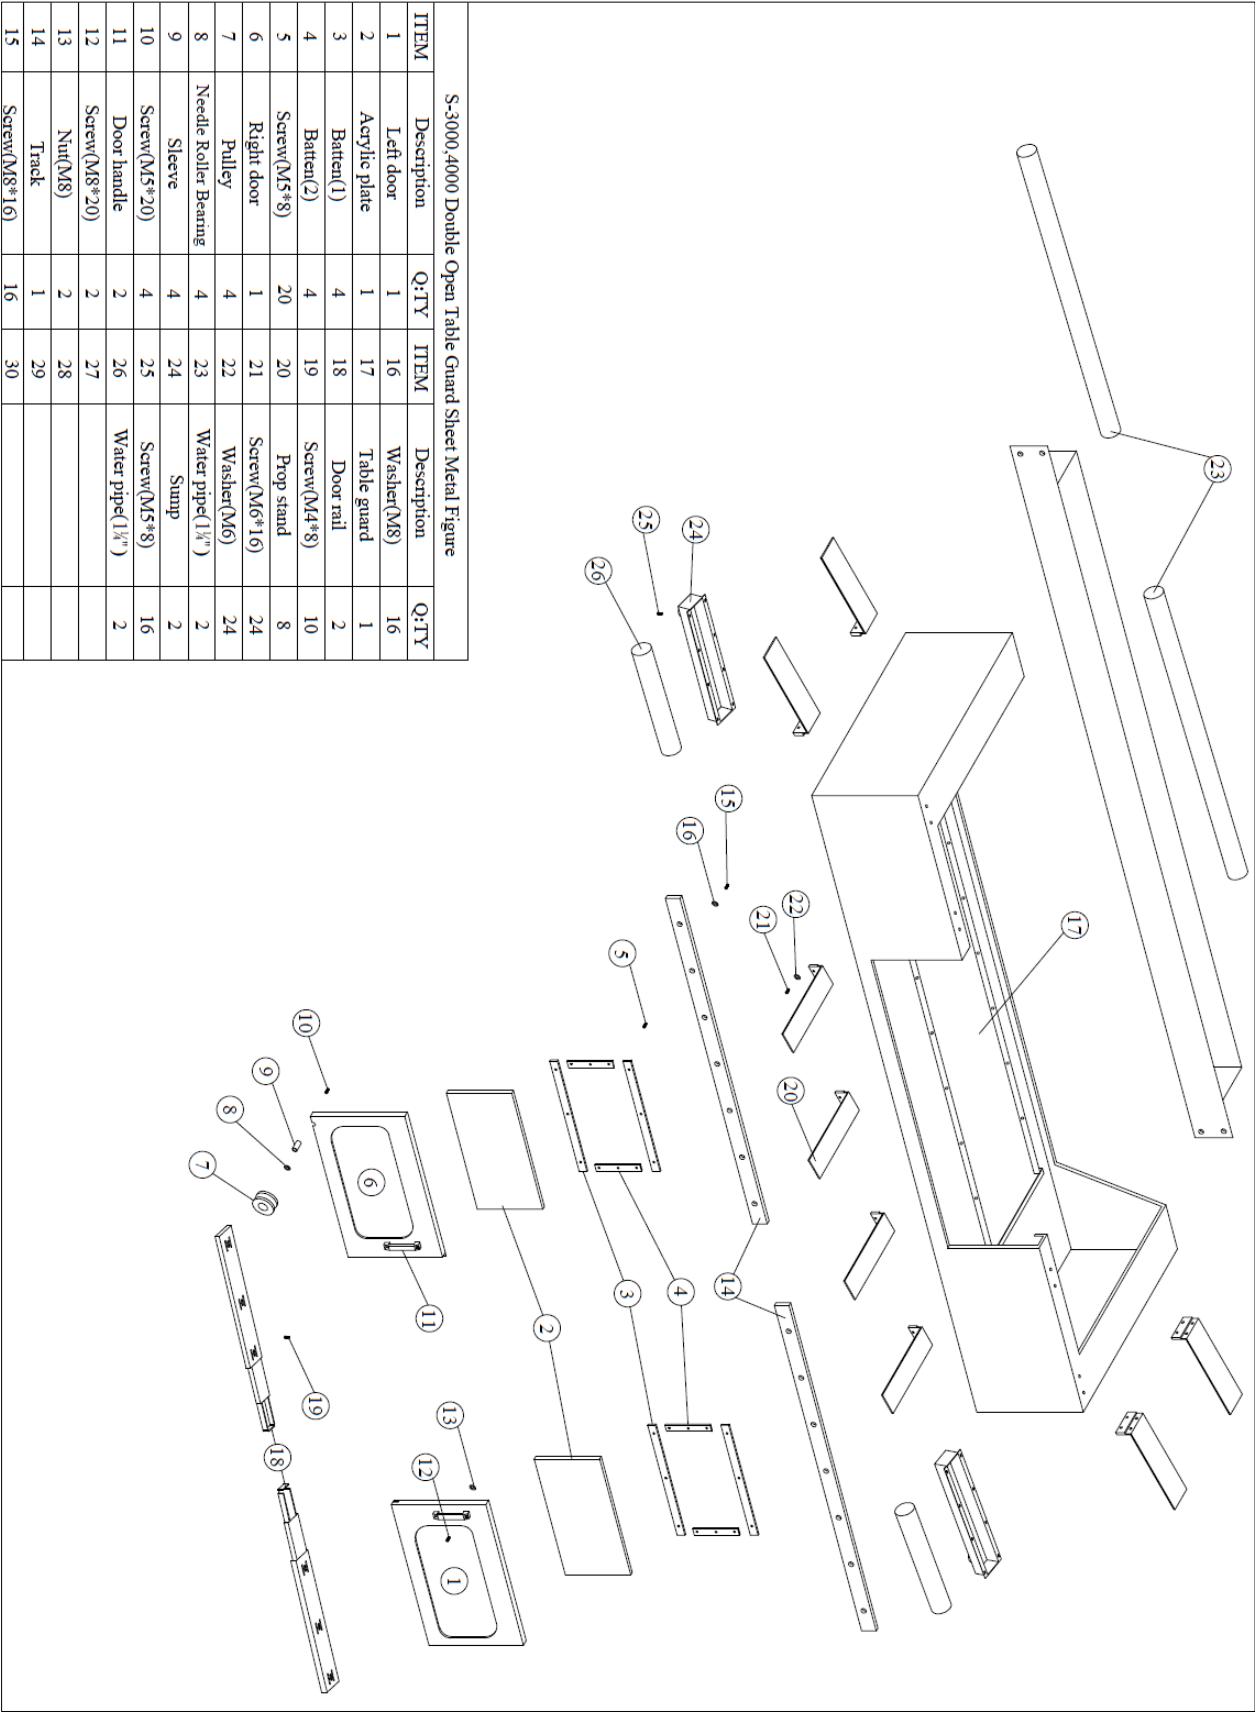 S-3000,4000 Double Open Table Guard Sheet Metal Figure
ITEM Description Q:TY ITEM Description Q:TY
1 Left door 1 16 Washer(M8) 16
2 Acrylic plate 1 17 Table guard 1
3 Batten(1) 4 18 Door rail 2
4 Batten(2) 4 19 Screw(M4*8) 10
5 Screw(M5*8) 20 20 Prop stand 8
6 Right door 1 21 Screw(M6*16) 24
7 Pulley 4 22 Washer(M6) 24
8 Needle Roller Bearing 4 23 Water pipe(1¼") 2
9 Sleeve 4 24 Sump 2
10 Screw(M5*20) 4 25 Screw(M5*8) 16
11 Door handle 2 26 Water pipe(1¼") 2
12 Screw(M8*20) 2 27
13 Nut(M8) 2 28
14 Track 1 29
15 Screw(M8*16) 16 30
23
25
24
26
15
16
22
21
17
5
20
10
9
8
7
6
11
2
3
4
14
19
18
13
12
1